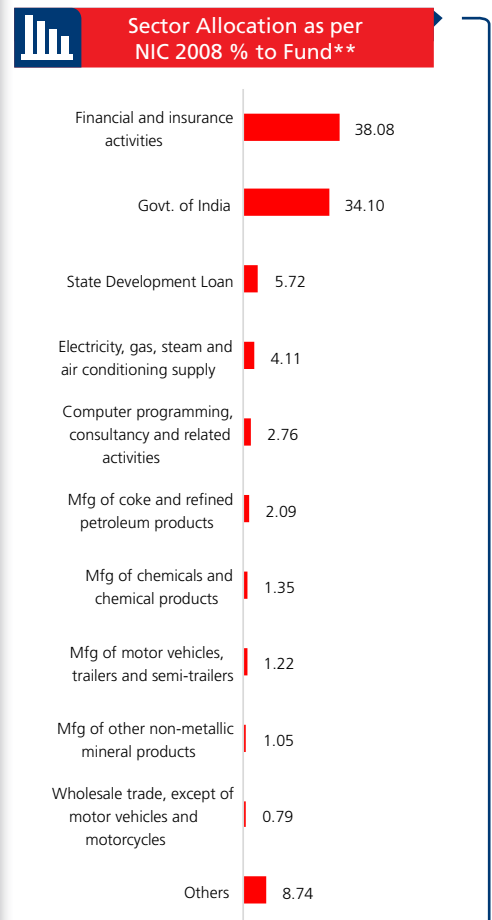 Sector Allocation as per
NIC 2008 % to Fund**
Financial and insurance
activities
38.08
Govt. of India
34.10
State Development Loan
5.72
Electricity, gas, steam and
air conditioning supply
4.11
Computer programming,
consultancy and related
activities
2.76
Mfg of coke and refined
petroleum products
2.09
Mfg of chemicals and
chemical products
1.35
Mfg of motor vehicles,
trailers and semi-trailers
1.22
Mfg of other non-metallic
mineral products
1.05
Wholesale trade, except of
motor vehicles and
motorcycles
0.79
Others
8.74